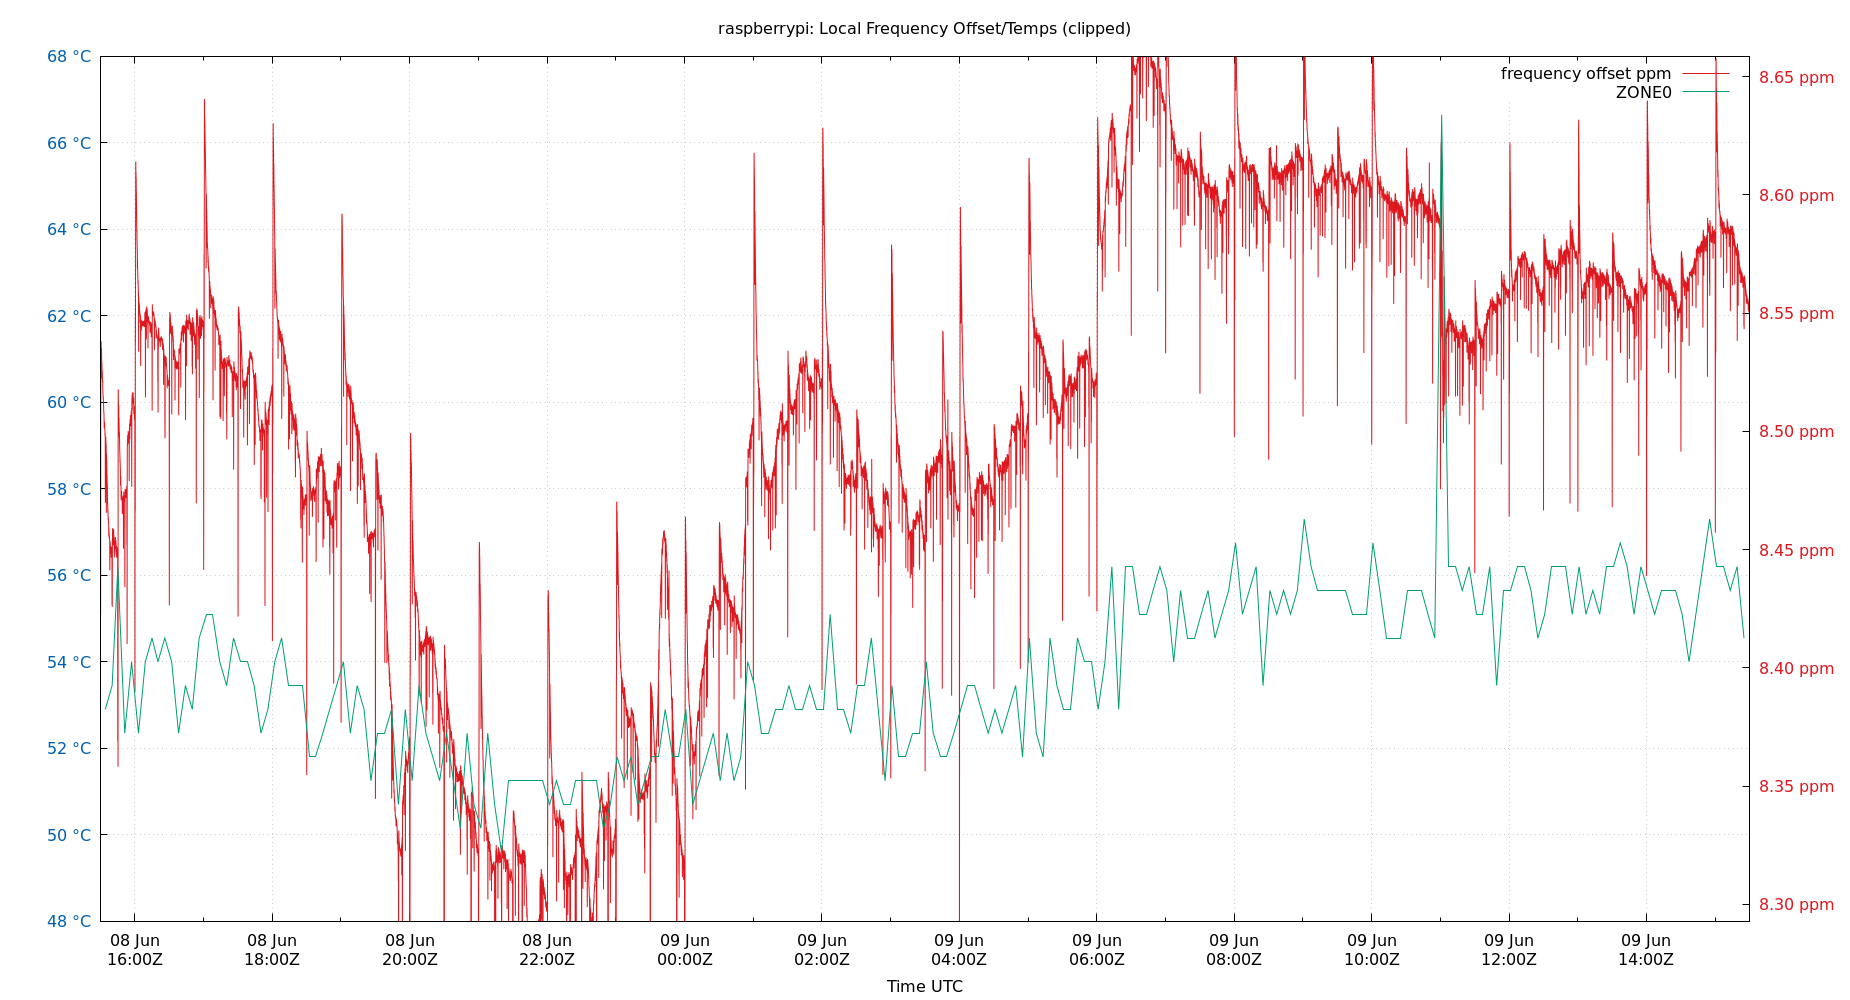 raspberrypi: Local Frequency Offset/Temps (clipped)
frequency offset ppm
ZONE0
68 °C
66 °C
64 °C
62 °C
60 °C
58 °C
56 °C
54 °C
52 °C
50 °C
48 °C
8.65 ppm
8.60 ppm
8.55 ppm
8.50 ppm
8.45 ppm
8.40 ppm
8.35 ppm
8.30 ppm
08 Jun 08 Jun 08 Jun 08 Jun 09 Jun 09 Jun 09 Jun 09 Jun 09 Jun 09 Jun 09 Jun 09 Jun
16:00Z 18:00Z 20:00Z 22:00Z 00:00Z 02:00Z 04:00Z 06:00Z 08:00Z 10:00Z 12:00Z 14:00Z
Time UTC